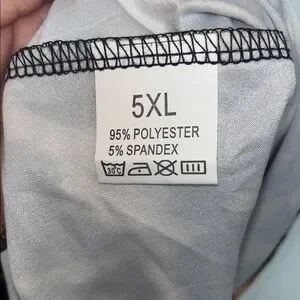 5XL
95% POLYESTER
5% SPANDEX
30°C